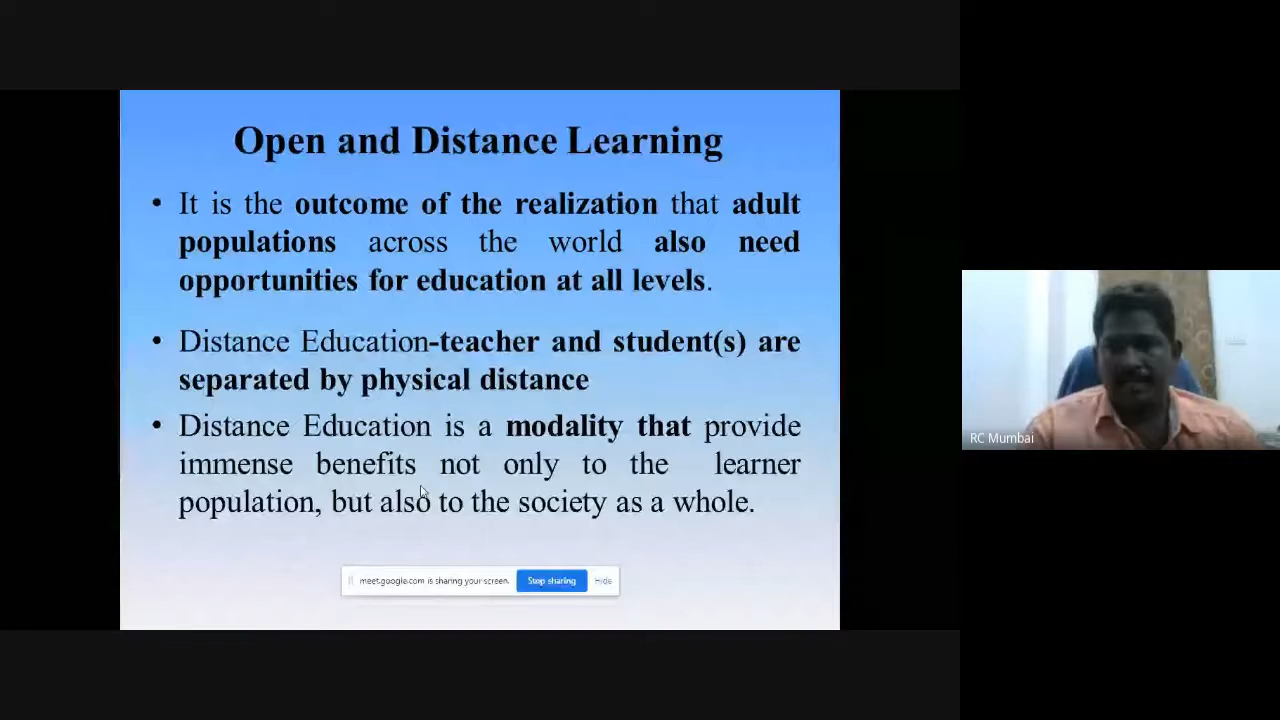 Open and Distance Learning
• It is the outcome of the realization that adult
populations across the world also need
opportunities for education at all levels.
• Distance Education-teacher and student(s) are
separated by physical distance
• Distance Education is a modality that provide
immense benefits not only to the learner
population, but also to the society as a whole.
meet.google.com is sharing your screen. Stop sharing Hide
RC Mumbai